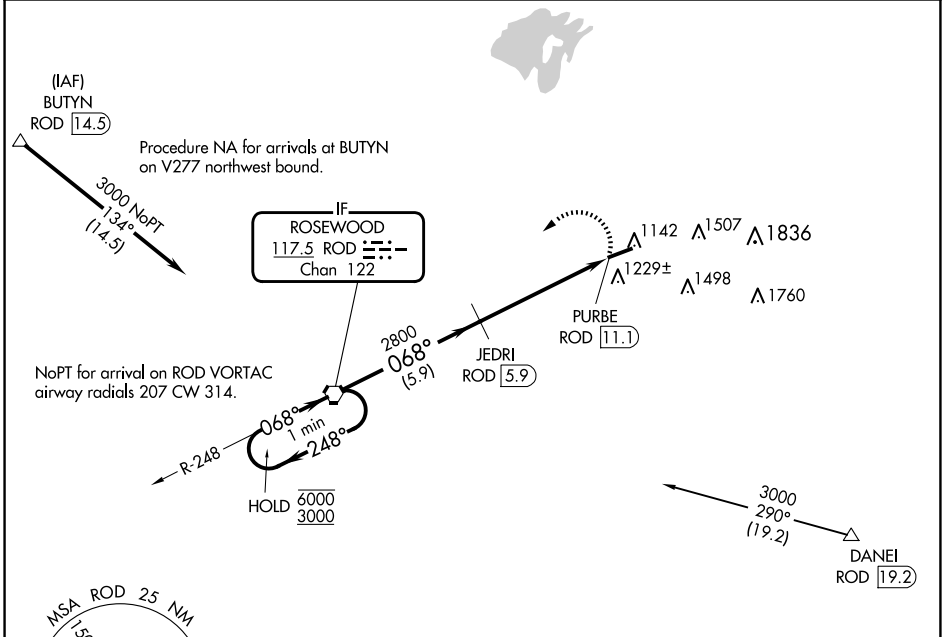 (IAF)
BUTYN
ROD 14.5
Procedure NA for arrivals at BUTYN
on V277 northwest bound.
3000 NoPT
134°
(14.5)
IF
ROSEWOOD
117.5 ROD
Chan 122
1142
1507
1836
1229±
1498
1760
PURBE
ROD 11.1
2800
068°
(5.9)
JEDRI
ROD 5.9
NoPT for arrival on ROD VORTAC
airway radials 207 CW 314.
068°
1 min
248°
R-248
HOLD 6000
3000
3000
290°
(19.2)
DANEI
ROD 19.2
MSA ROD 25 NM